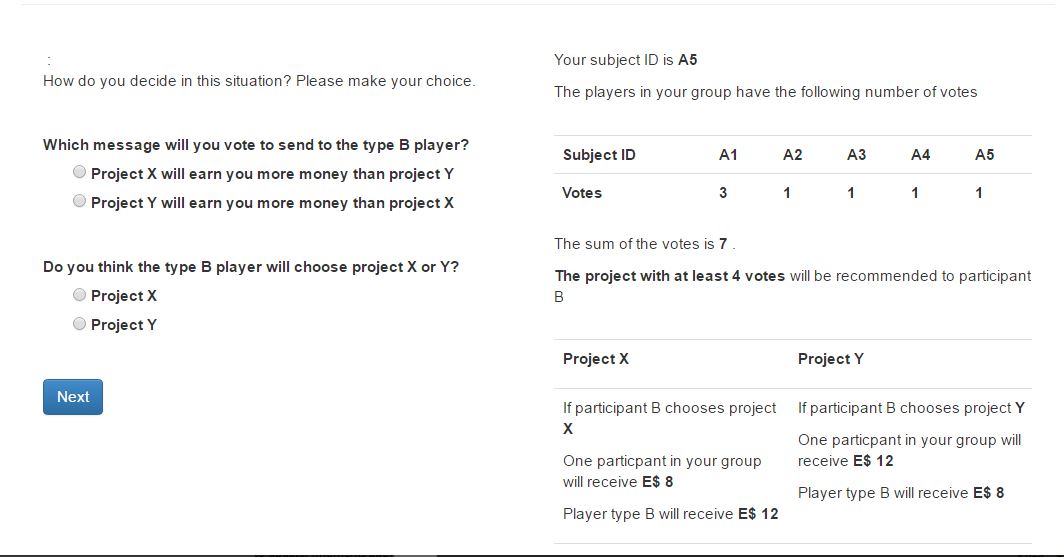 :
How do you decide in this situation? Please make your choice.
Which message will you vote to send to the type B player?
Project X will earn you more money than project Y
Project Y will earn you more money than project X
Do you think the type B player will choose project X or Y?
Project X
Project Y
Next
Your subject ID is A5
The players in your group have the following number of votes
Subject ID A1 A2 A3 A4 A5
Votes 3 1 1 1 1
The sum of the votes is 7 .
The project with at least 4 votes will be recommended to participant
B
Project X Project Y
If participant B chooses project
X
One particpant in your group
will receive E$ 8
Player type B will receive E$ 12
If participant B chooses project Y
One particpant in your group will
receive E$ 12
Player type B will receive E$ 8